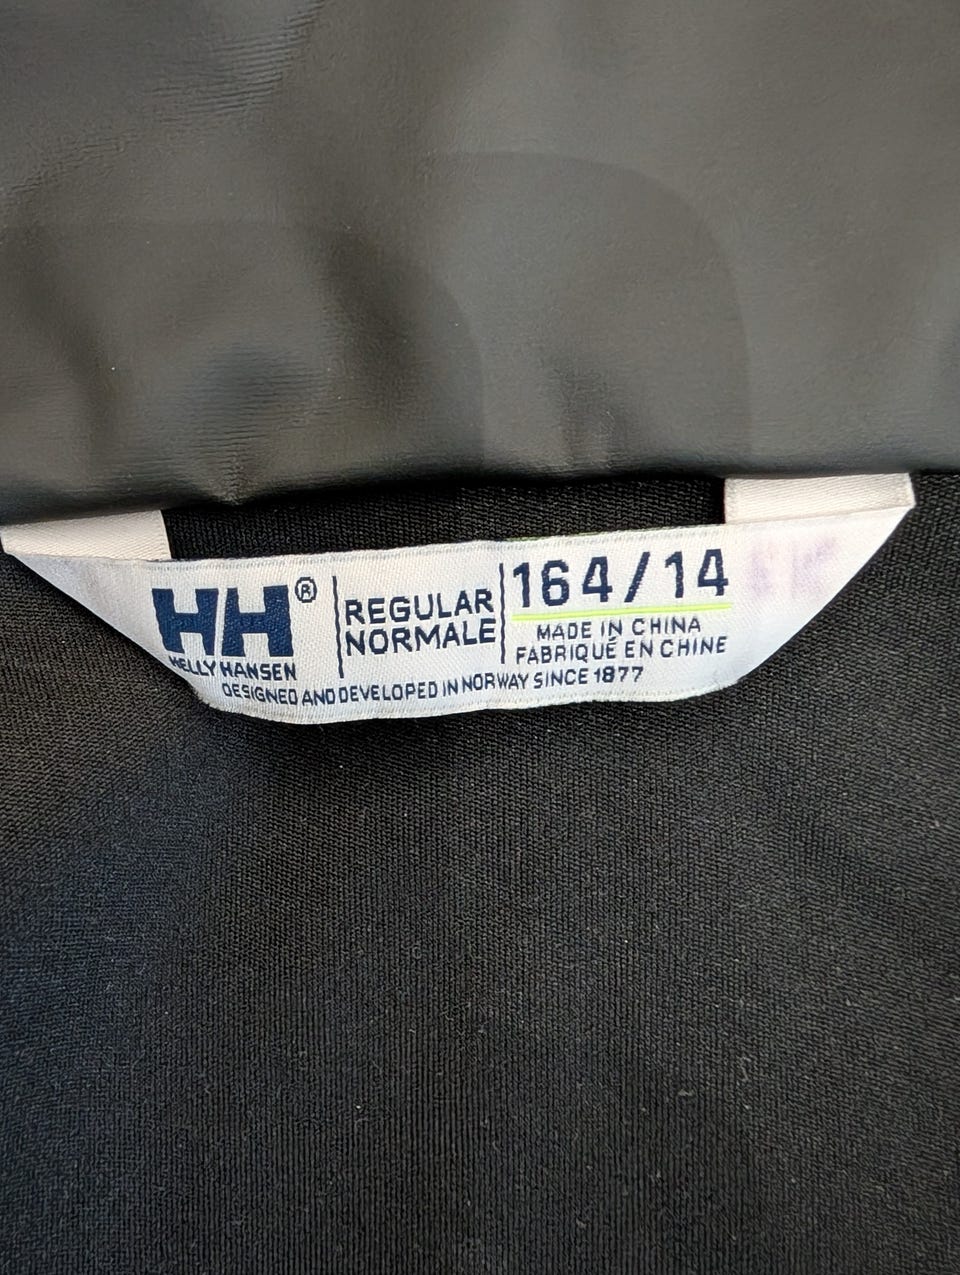 HH®
HELLY HANSEN
REGULAR
NORMALE
164/14
MADE IN CHINA
FABRIQUÉ EN CHINE
DESIGNED AND DEVELOPED IN NORWAY SINCE 1877